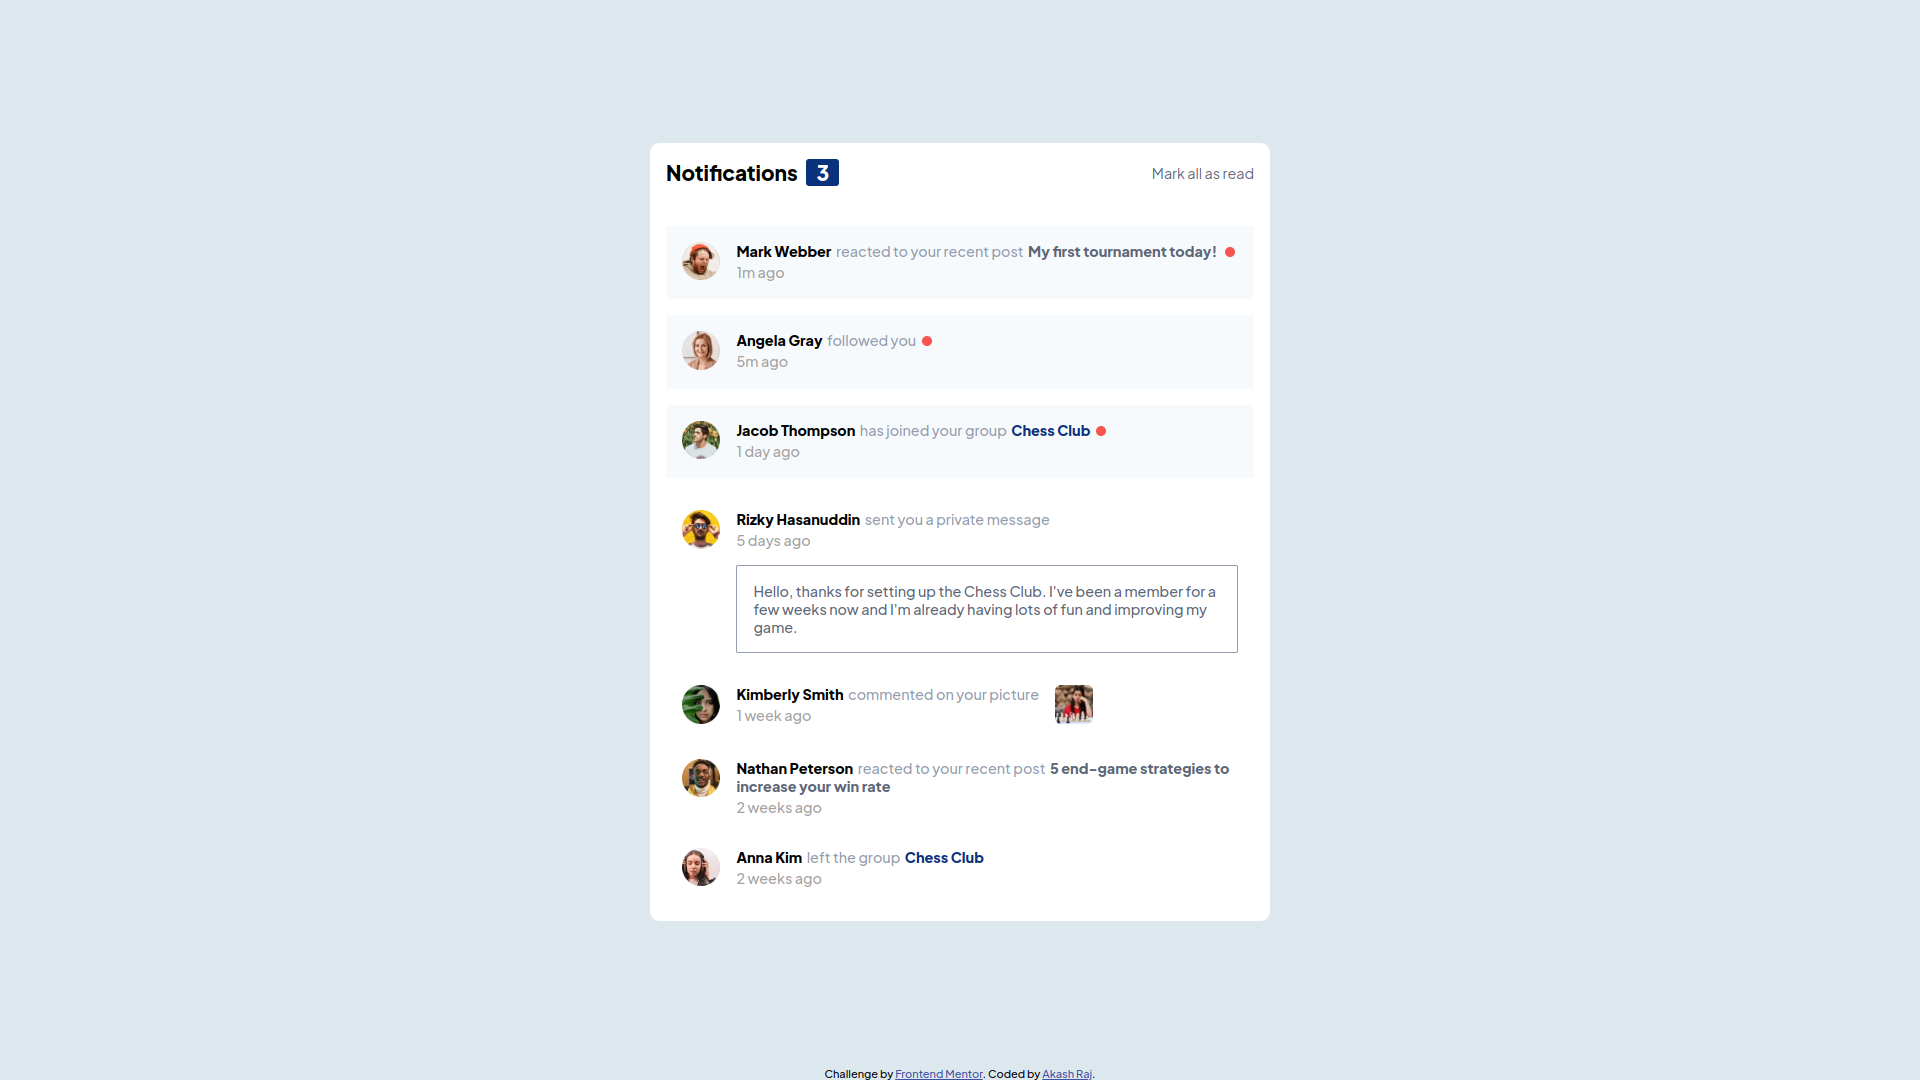 Notifications 3
Mark all as read
Mark Webber reacted to your recent post My first tournament today!
1m ago
Angela Gray followed you
5m ago
Jacob Thompson has joined your group Chess Club
1 day ago
Rizky Hasanuddin sent you a private message
5 days ago
Hello, thanks for setting up the Chess Club. I've been a member for a
few weeks now and I'm already having lots of fun and improving my
game.
Kimberly Smith commented on your picture
1 week ago
Nathan Peterson reacted to your recent post 5 end-game strategies to
increase your win rate
2 weeks ago
Anna Kim left the group Chess Club
2 weeks ago
Challenge by Frontend Mentor. Coded by Akash Raj.